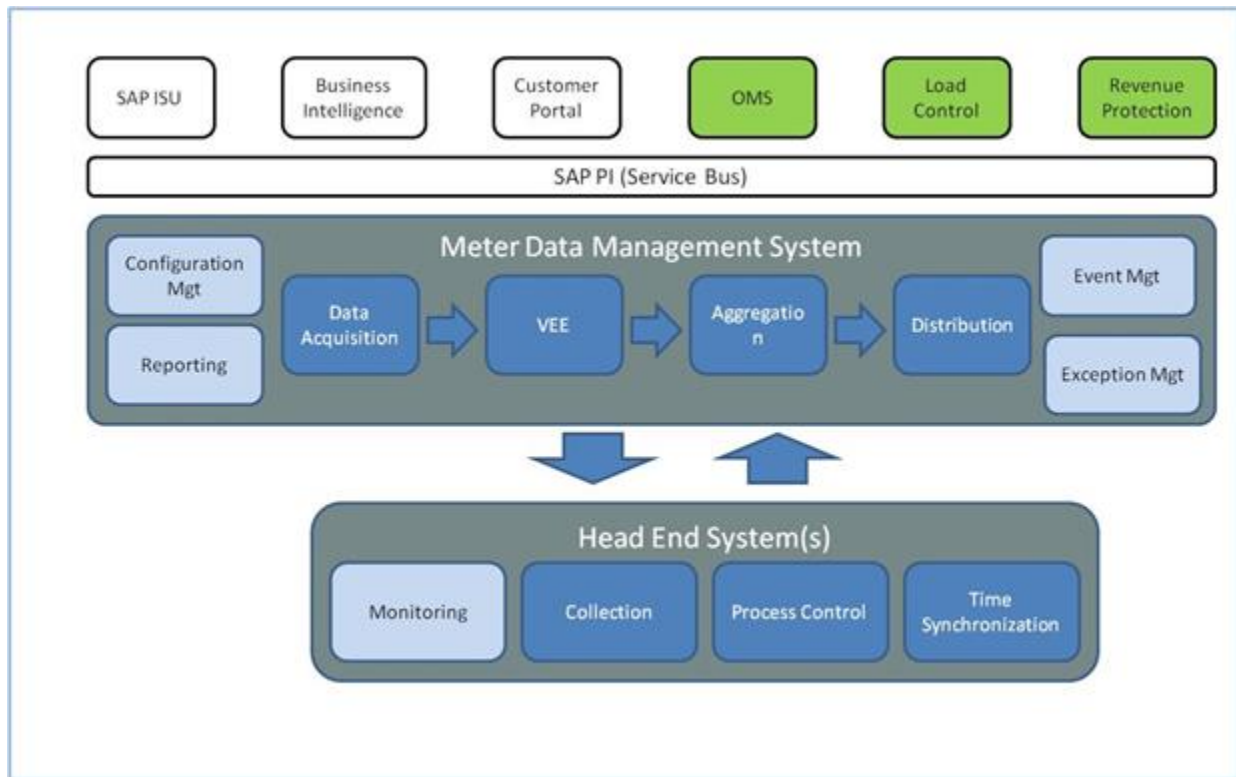 SAP ISU
Business
Intelligence
Customer
Portal
OMS
Load
Control
Revenue
Protection
SAP PI (Service Bus)
Meter Data Management System
Configuration
Mgt
Reporting
Data
Acquisition
VEE
Aggregatio
n
Distribution
Event Mgt
Exception Mgt
Head End System(s)
Monitoring
Collection
Process Control
Time
Synchronization